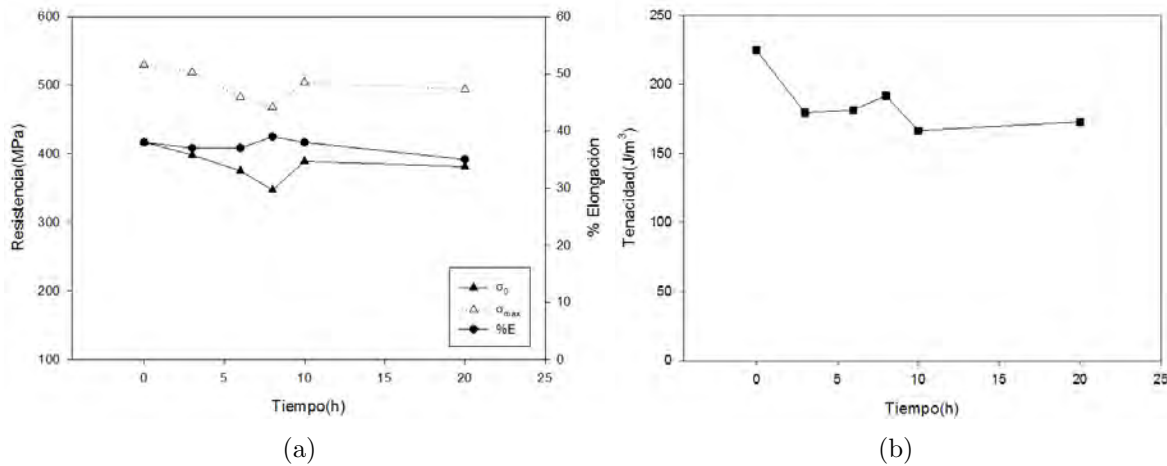 600
500
400
300
200
100
Resistencia(MPa)
60
50
40
30
20
10
0
% Elongación
σ₀
σmax
%E
0 5 10 15 20 25
Tiempo(h)
(a)
250
200
150
100
50
0
Tenacidad(J/m³)
0 5 10 15 20 25
Tiempo(h)
(b)